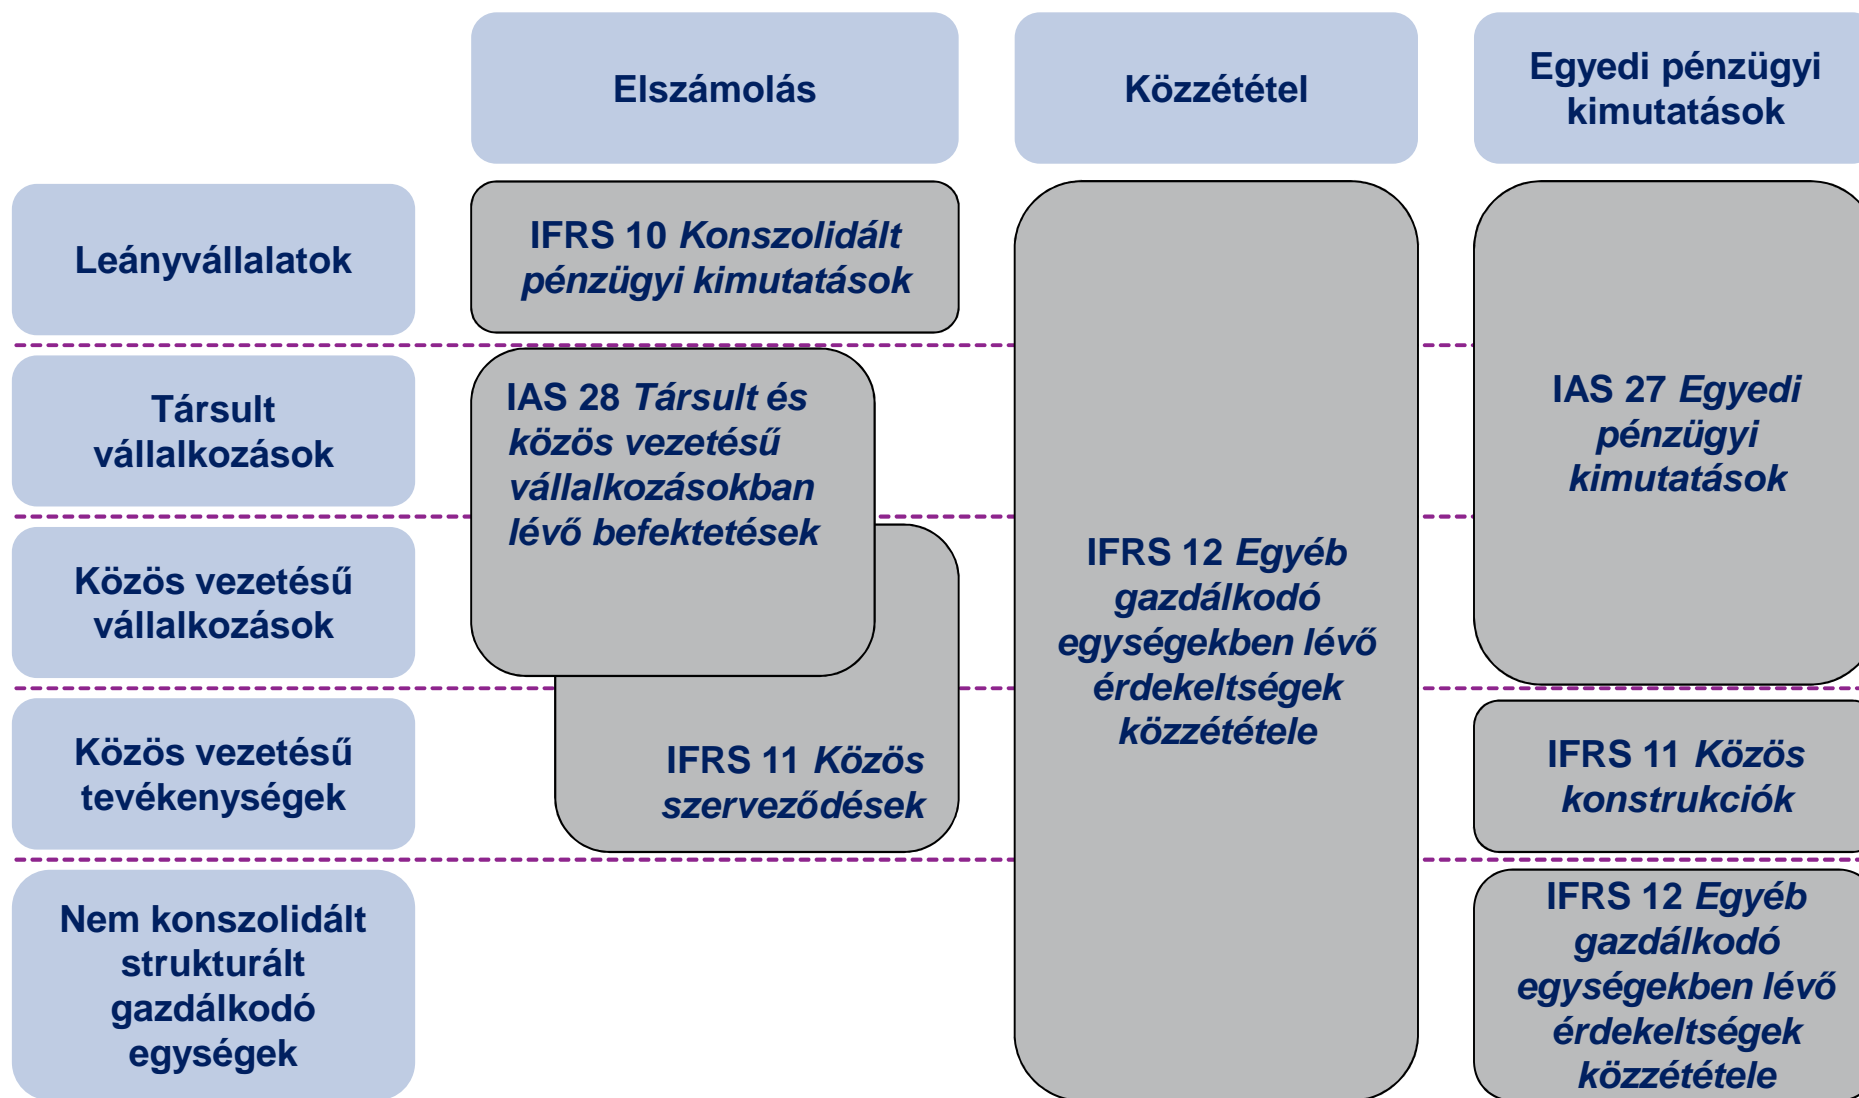 Elszámolás
Közzététel
Egyedi pénzügyi
kimutatások
Leányvállalatok
IFRS 10 Konszolidált
pénzügyi kimutatások
Társult
vállalkozások
IAS 28 Társult és
közös vezetésű
vállalkozásokban
lévő befektetések
Közös vezetésű
vállalkozások
Közös vezetésű
tevékenységek
IFRS 11 Közös
szerveződések
Nem konszolidált
strukturált
gazdálkodó
egységek
IFRS 12 Egyéb
gazdálkodó
egységekben lévő
érdekeltségek
közzététele
IAS 27 Egyedi
pénzügyi
kimutatások
IFRS 11 Közös
konstrukciók
IFRS 12 Egyéb
gazdálkodó
egységekben lévő
érdekeltségek
közzététele